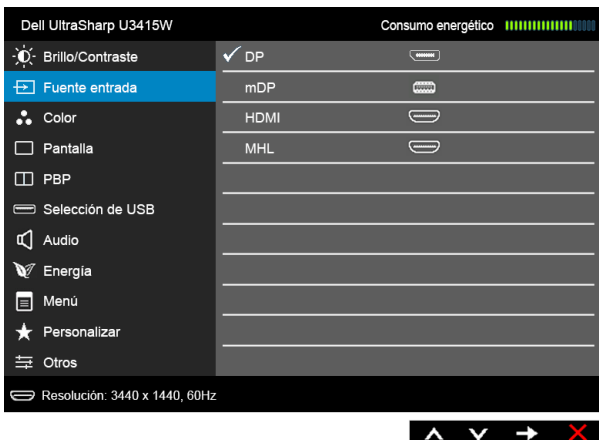 Dell UltraSharp U3415W Consumo energético
Brillo/Contraste DP
Fuente entrada mDP
Color HDMI
Pantalla MHL
PBP
Selección de USB
Audio
Energía
Menú
Personalizar
Otros
Resolución: 3440 x 1440, 60Hz